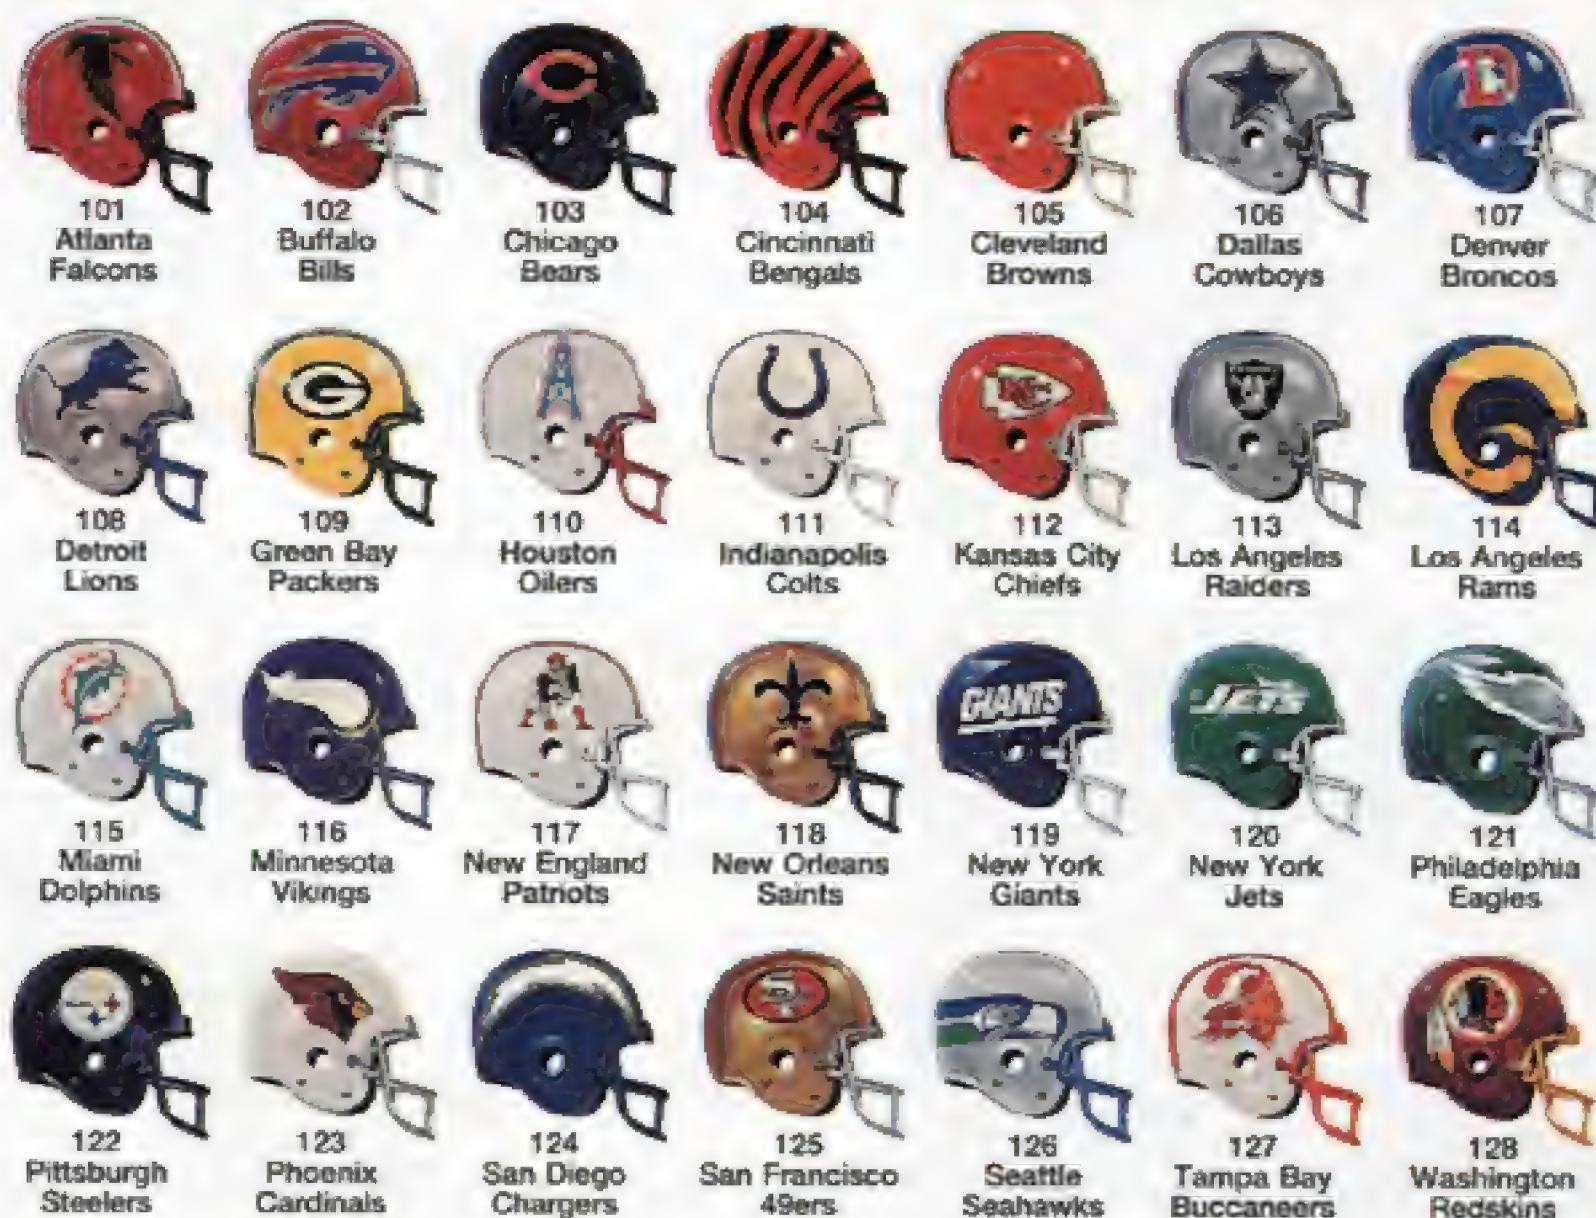 101
Atlanta
Falcons
102
Buffalo
Bills
103
Chicago
Bears
104
Cincinnati
Bengals
105
Cleveland
Browns
106
Dallas
Cowboys
D
107
Denver
Broncos
108
Detroit
Lions
G
109
Green Bay
Packers
110
Houston
Oilers
111
Indianapolis
Colts
KC
112
Kansas City
Chiefs
113
Los Angeles
Raiders
114
Los Angeles
Rams
115
Miami
Dolphins
116
Minnesota
Vikings
117
New England
Patriots
118
New Orleans
Saints
GIANTS
119
New York
Giants
JETS
120
New York
Jets
121
Philadelphia
Eagles
122
Pittsburgh
Steelers
123
Phoenix
Cardinals
124
San Diego
Chargers
SF
125
San Francisco
49ers
126
Seattle
Seahawks
127
Tampa Bay
Buccaneers
128
Washington
Redskins